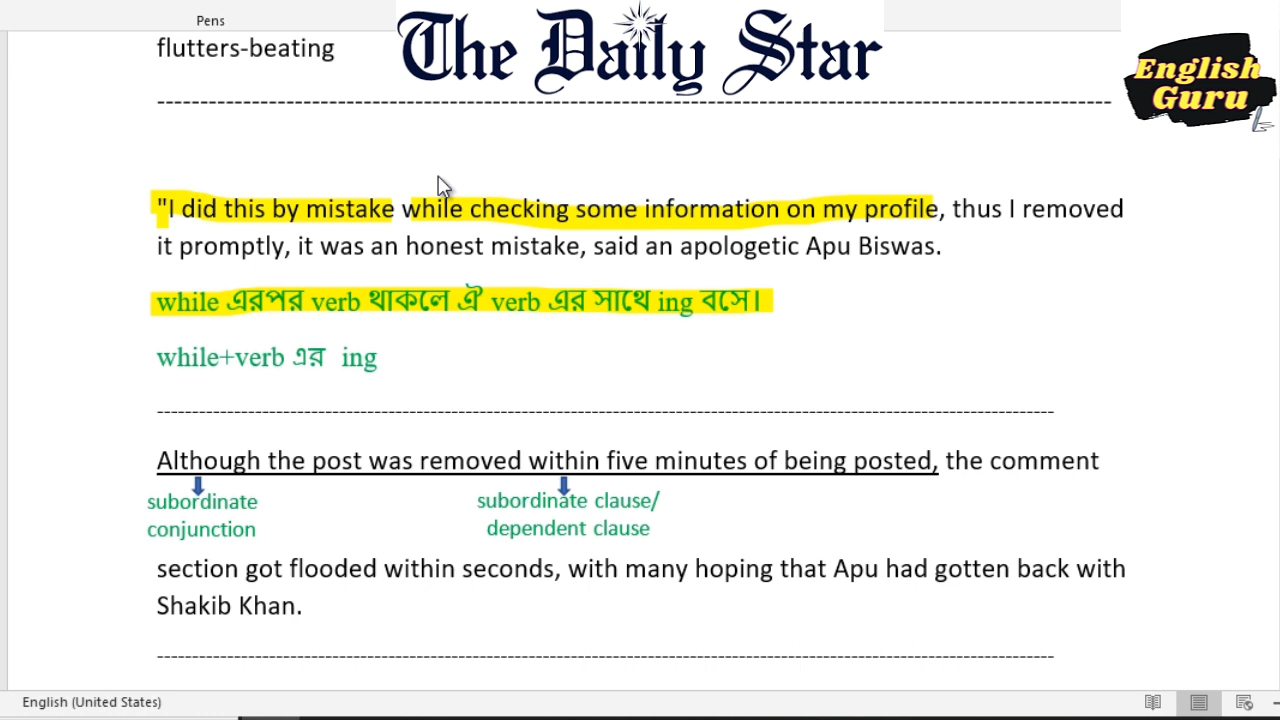 Pens
The Daily Star
flutters-beating
English
Guru
"I did this by mistake while checking some information on my profile, thus I removed
it promptly, it was an honest mistake, said an apologetic Apu Biswas.
while এরপর verb থাকলে ঐ verb এর সাথে ing বসে।
while+verb এর ing
Although the post was removed within five minutes of being posted, the comment
subordinate
conjunction
subordinate clause/
dependent clause
section got flooded within seconds, with many hoping that Apu had gotten back with
Shakib Khan.
English (United States)